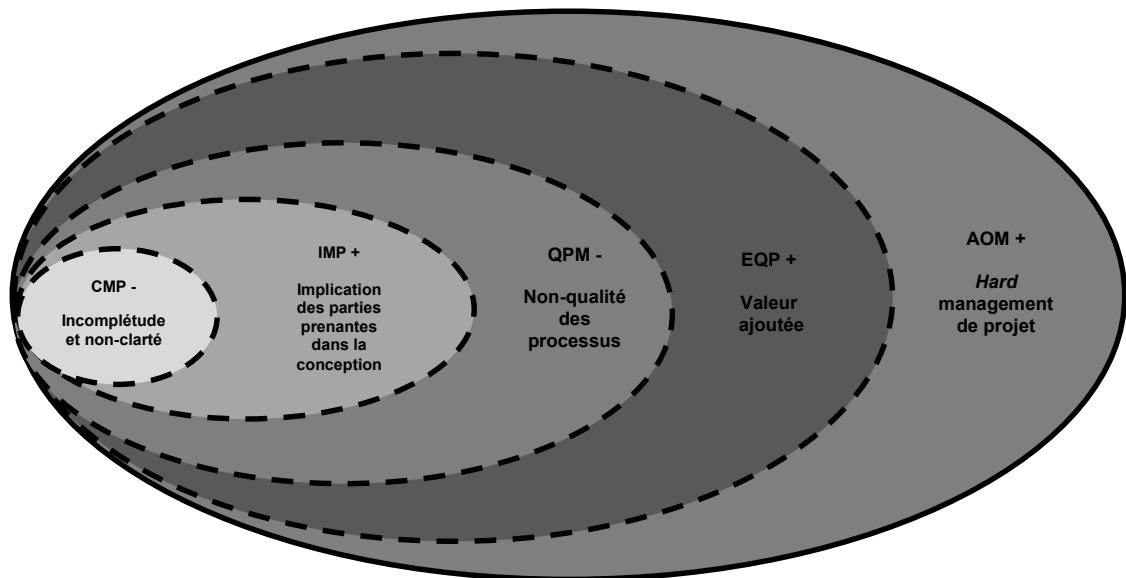 CMP -
Incomplétude
et non-clarté
IMP +
Implication
des parties
prenantes
dans la
conception
QPM -
Non-qualité
des
processus
EQP +
Valeur
ajoutée
AOM +
Hard
management
de projet